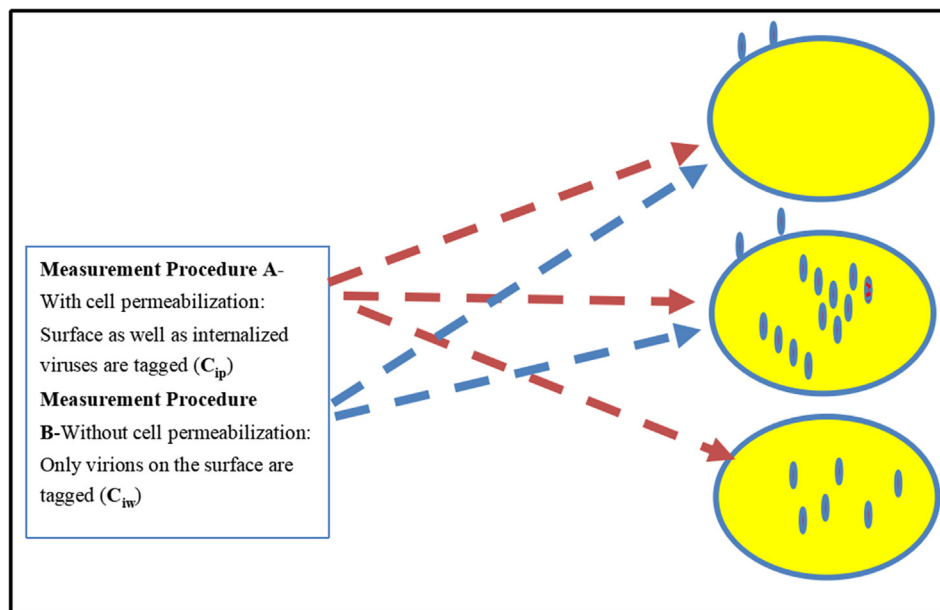 Measurement Procedure A-
With cell permeabilization:
Surface as well as internalized
viruses are tagged (Cip)
Measurement Procedure
B-Without cell permeabilization:
Only virions on the surface are
tagged (Ciw)